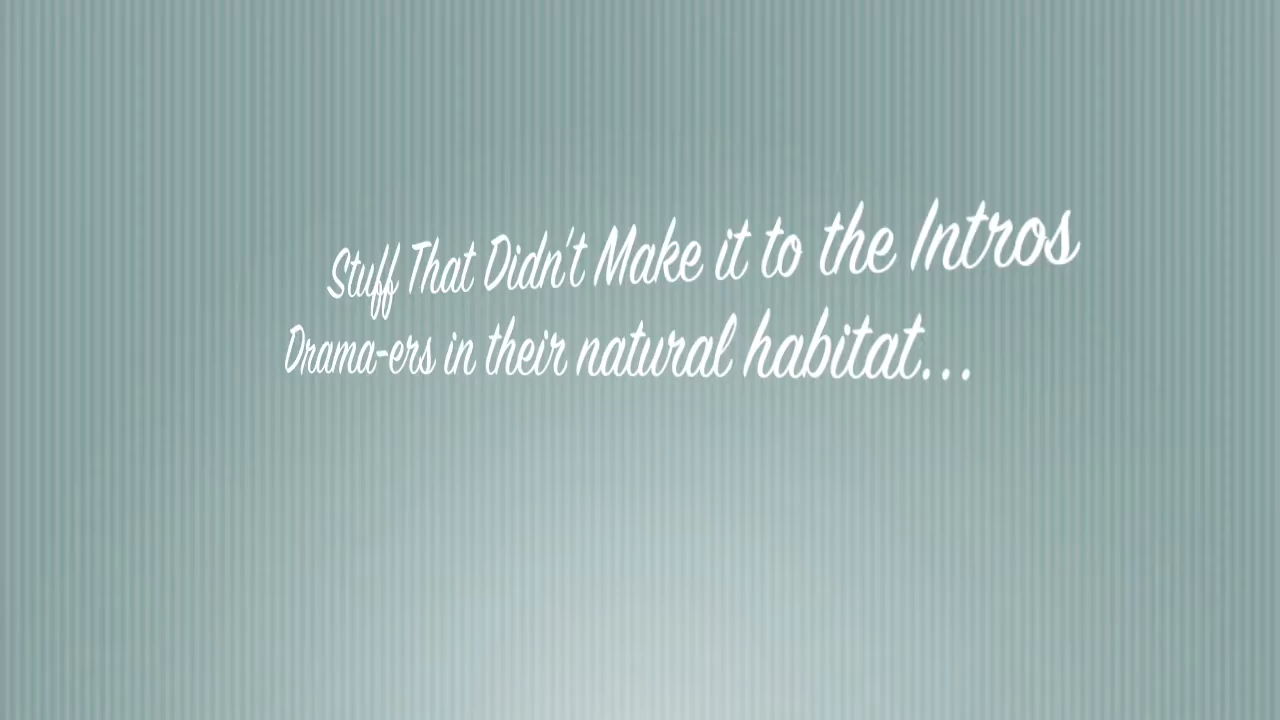 Stuff That Didn't Make it to the Intros
Drama-ers in their natural habitat...